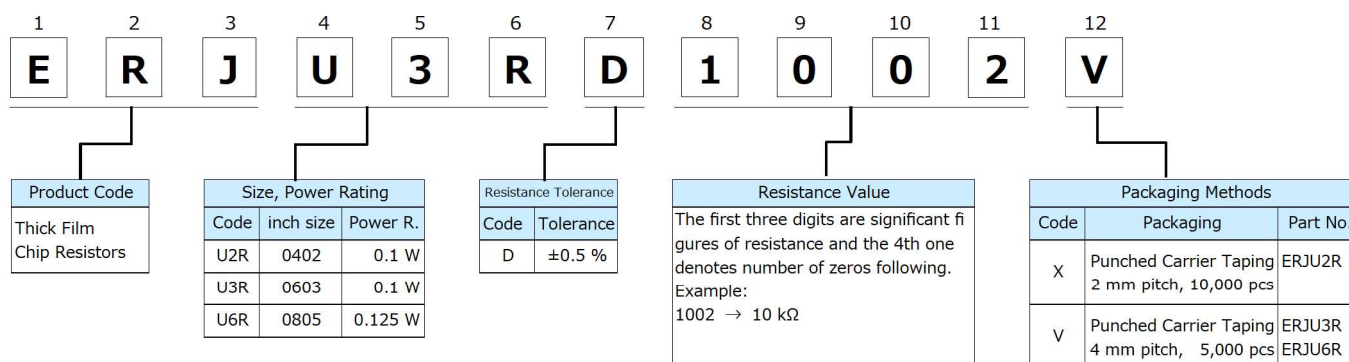 1 2 3 4 5 6 7 8 9 10 11 12
E R J U 3 R D 1 0 0 2 V
Product Code
Thick Film
Chip Resistors
Size, Power Rating
Code inch size Power R.
U2R 0402 0.1 W
U3R 0603 0.1 W
U6R 0805 0.125 W
Resistance Tolerance
Code Tolerance
D ±0.5 %
Resistance Value
The first three digits are significant fi
gures of resistance and the 4th one
denotes number of zeros following.
Example:
1002 → 10 kΩ
Packaging Methods
Code Packaging Part No.
X Punched Carrier Taping ERJU2R
2 mm pitch, 10,000 pcs
V Punched Carrier Taping ERJU3R
4 mm pitch, 5,000 pcs ERJU6R